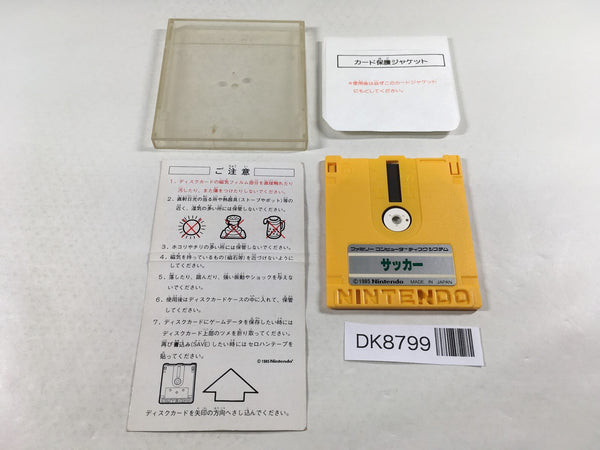 カード保護ジャケット
※使用後は必ずこのカードジャケット
にもどしてください。
ご注意
1．ディスクカードの磁気フィルム部分を直接触れたり
汚したり、また傷をつけたりしないでください。
2．直射日光の当る所や熱器具(ストーブやポット)等の
近く、湿気の多い所には保管しないでください。
3．ホコリやチリの多い所には保管しないでください。
4．磁気を持っているもの(磁石等)を近づけないように
してください。
5．落したり、踏んだり、強い振動やショックを与えな
いでください。
6．使用後はディスクカードケースの中に入れて、保管
してください。
7．ディスクカードにゲームデータを保存したい時には
ディスクカード上部のツメを折り取ってください。
再び書込み(SAVE)したい時にはセロハンテープを
貼ってください。
©1985 Nintendo
ディスクカードを矢印の方向へさし込んでください。
ファミリーコンピュータ ディスクシステム
サッカー
©1985 Nintendo MADE IN JAPAN
NINTENDO
DK8799